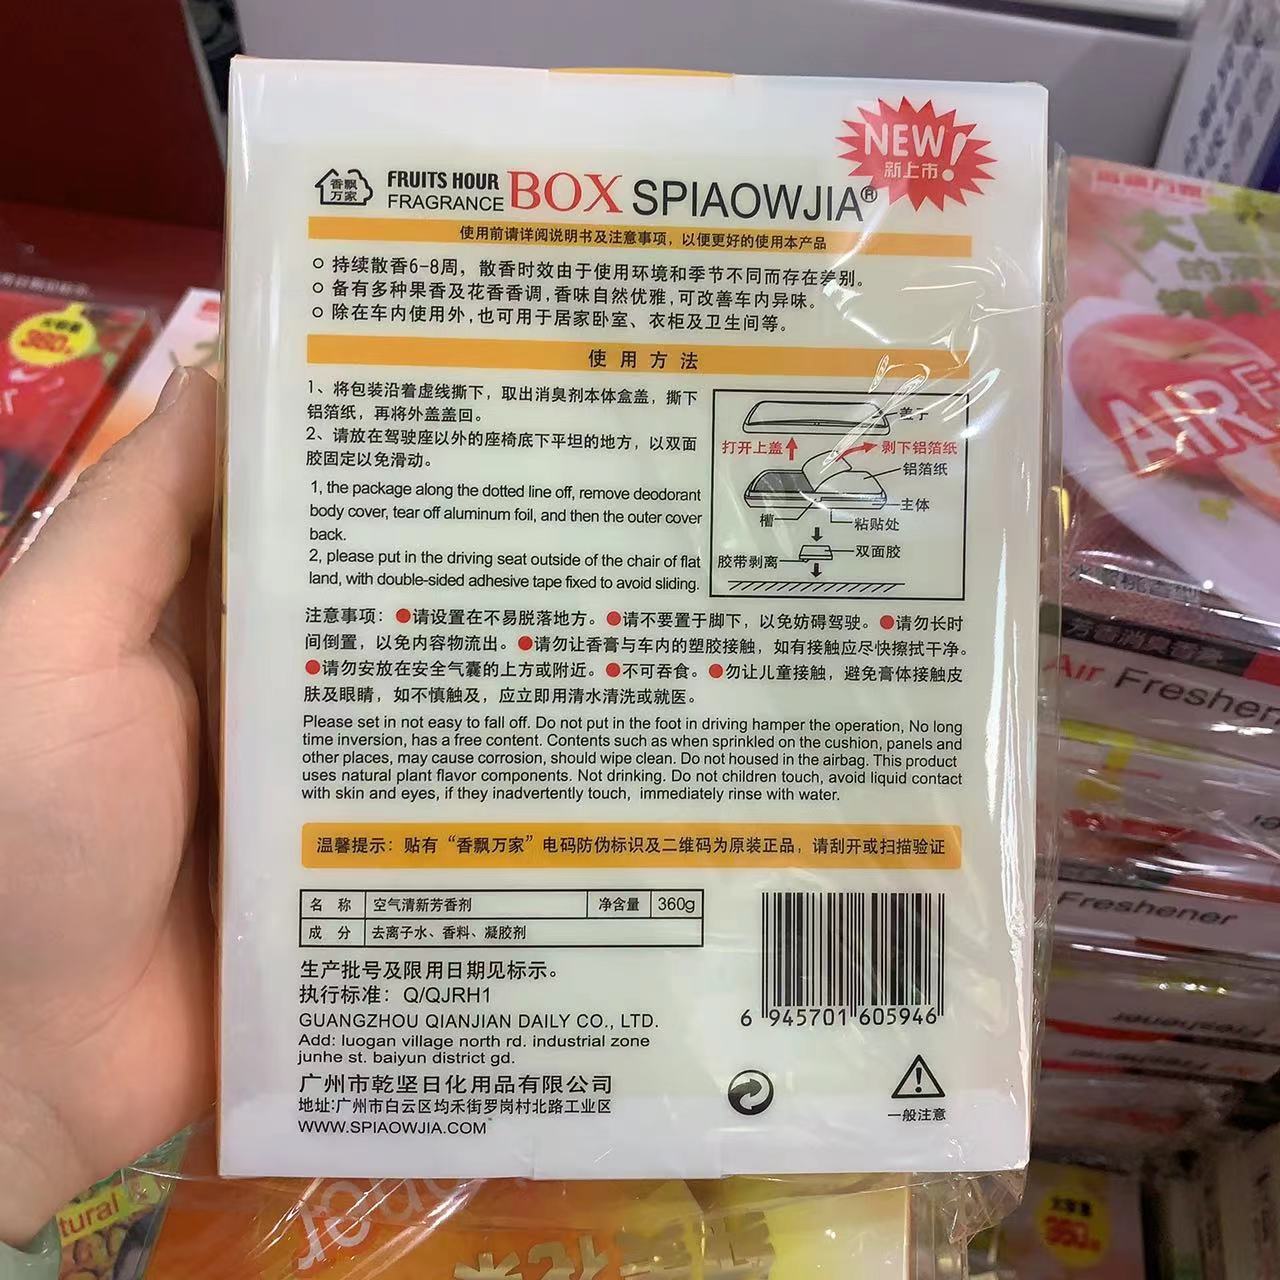 NEW!
新上市!
香飘
万家
FRUITS HOUR
FRAGRANCE
BOX SPIAOWJIA®
使用前请详阅说明书及注意事项，以便更好的使用本产品
持续散香6-8周，散香时效由于使用环境和季节不同而存在差别。
备有多种果香及花香香调,香味自然优雅,可改善车内异味。
除在车内使用外,也可用于居家卧室、衣柜及卫生间等。
使用方法
1、将包装沿着虚线撕下，取出消臭剂本体盒盖，撕下
铝箔纸，再将外盖盖回。
2、请放在驾驶座以外的座椅底下平坦的地方，以双面
胶固定以免滑动。
1, the package along the dotted line off, remove deodorant
body cover, tear off aluminum foil, and then the outer cover
back.
2, please put in the driving seat outside of the chair of flat
land, with double-sided adhesive tape fixed to avoid sliding.
盖子
打开上盖
剥下铝箔纸
铝箔纸
主体
槽
粘贴处
双面胶
胶带剥离
注意事项：●请设置在不易脱落地方。●请不要置于脚下，以免妨碍驾驶。●请勿长时
间倒置，以免内容物流出。●请勿让香膏与车内的塑胶接触，如有接触应尽快擦拭干净。
●请勿安放在安全气囊的上方或附近。●不可吞食。●勿让儿童接触，避免膏体接触皮
肤及眼睛，如不慎触及，应立即用清水清洗或就医。
Please set in not easy to fall off. Do not put in the foot in driving hamper the operation, No long
time inversion, has a free content. Contents such as when sprinkled on the cushion, panels and
other places, may cause corrosion, should wipe clean. Do not housed in the airbag. This product
uses natural plant flavor components. Not drinking. Do not children touch, avoid liquid contact
with skin and eyes, if they inadvertently touch, immediately rinse with water.
温馨提示：贴有“香飘万家”电码防伪标识及二维码为原装正品，请刮开或扫描验证
名 称 空气清新芳香剂 净含量 360g
成 分 去离子水、香料、凝胶剂
生产批号及限用日期见标示。
执行标准：Q/QJRH1
GUANGZHOU QIANJIAN DAILY CO., LTD.
Add: luogan village north rd. industrial zone
junhe st. baiyun district gd.
广州市乾坚日化用品有限公司
地址:广州市白云区均禾街罗岗村北路工业区
WWW.SPIAOWJIA.COM
6 945701 605946
一般注意
360
AIR
水蜜桃香型
芳香消臭
Air Freshener
Freshener
Freshener
tural
360